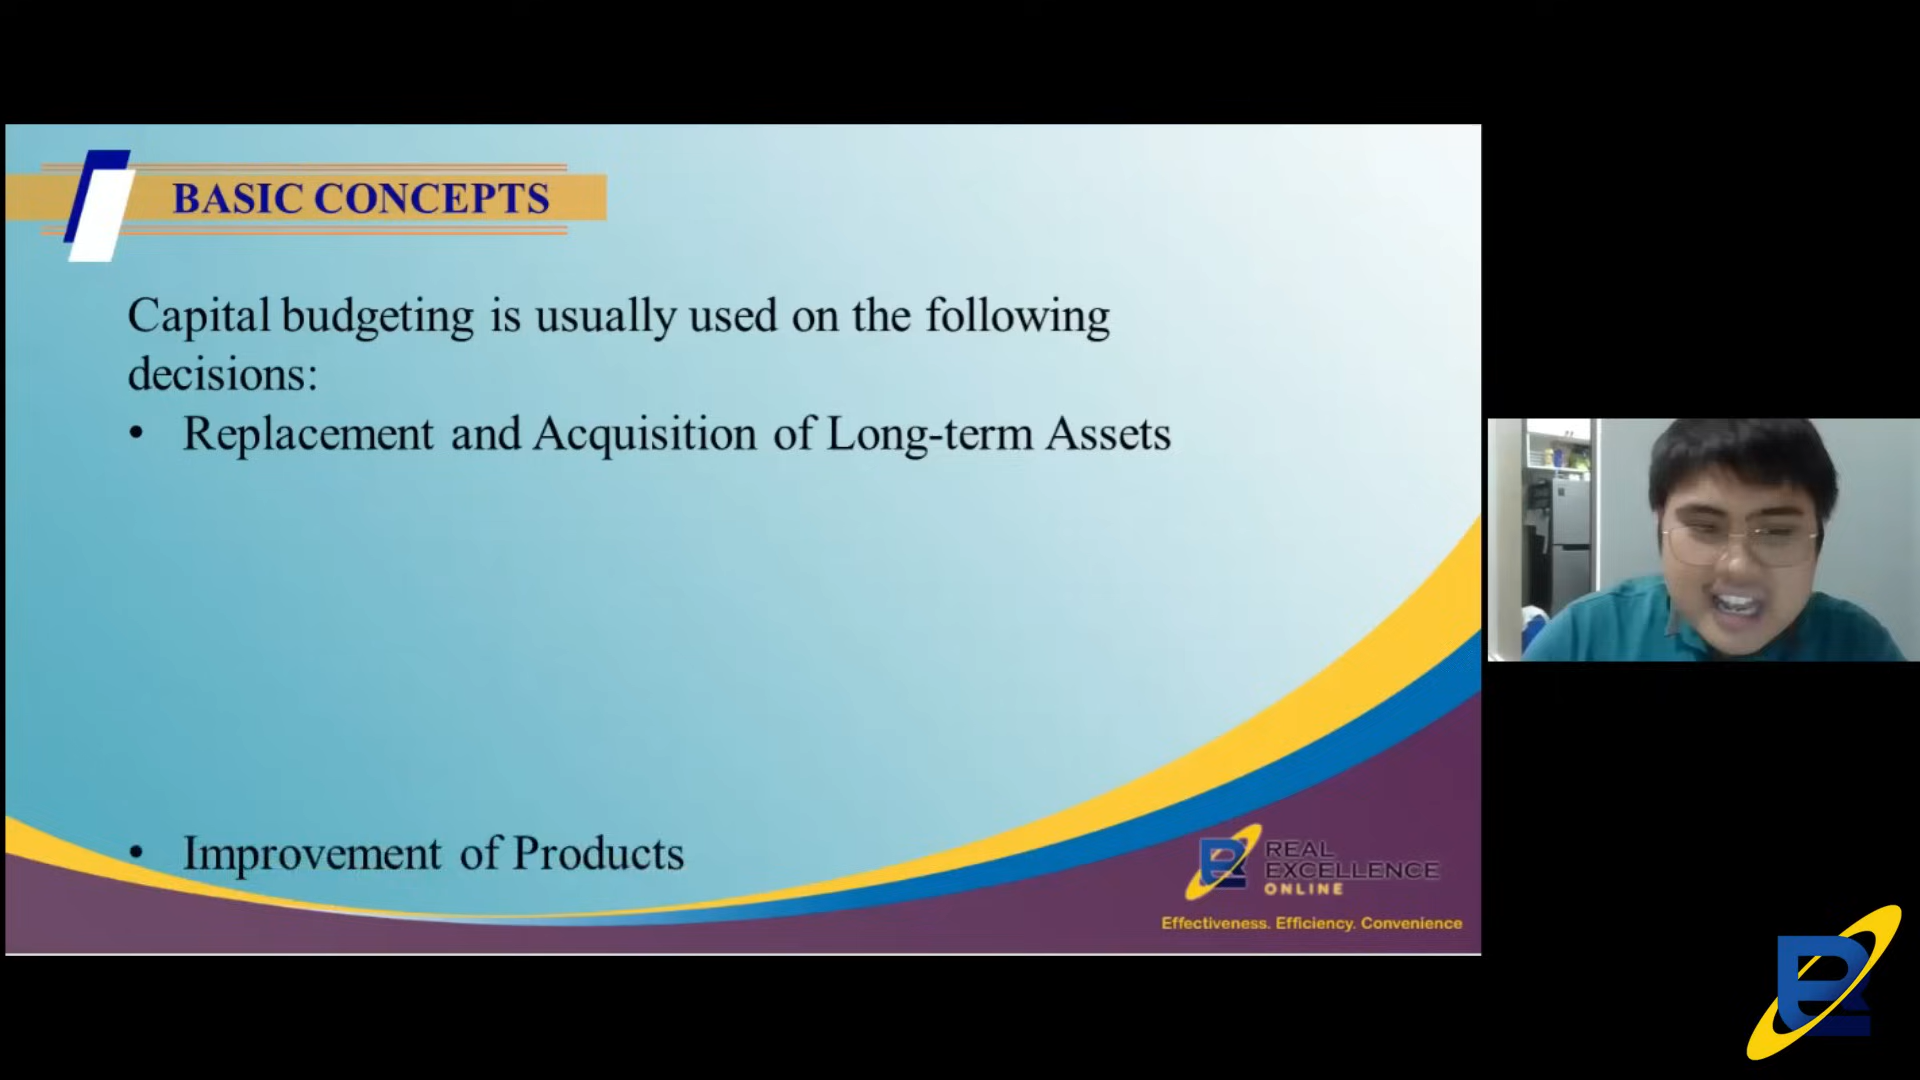 BASIC CONCEPTS
Capital budgeting is usually used on the following
decisions:
• Replacement and Acquisition of Long-term Assets
• Improvement of Products
REAL
EXCELLENCE
ONLINE
Effectiveness. Efficiency. Convenience